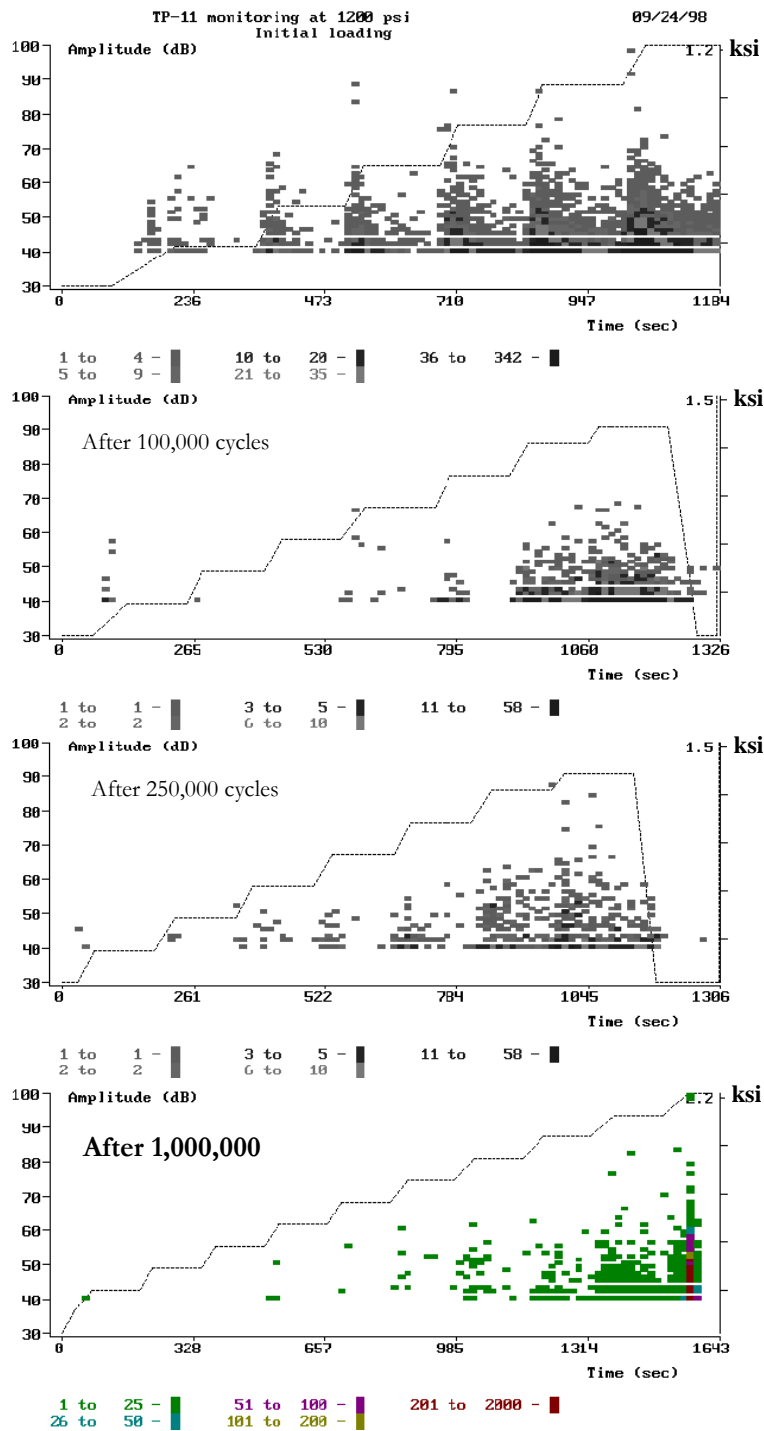 TP-11 monitoring at 1200 psi 09/24/98
Initial loading
Amplitude (dB) 1.2 ksi
100
90
80
70
60
50
40
30
0 236 473 710 947 1184
Time (sec)
1 to 4 - 10 to 20 - 36 to 342 -
5 to 9 - 21 to 35 -
Amplitude (dD) 1.5 ksi
After 100,000 cycles
100
90
80
70
60
50
40
30
0 265 530 795 1060 1326
Time (sec)
1 to 1 - 3 to 5 - 11 to 58 -
2 to 2 - 6 to 10 -
Amplitude (dD) 1.5 ksi
After 250,000 cycles
100
90
80
70
60
50
40
30
0 261 522 784 1045 1306
Time (sec)
1 to 1 - 3 to 5 - 11 to 58 -
2 to 2 - 6 to 10 -
Amplitude (dB) 2.2 ksi
After 1,000,000
100
90
80
70
60
50
40
30
0 328 657 985 1314 1643
Time (sec)
1 to 25 - 51 to 100 - 201 to 2000 -
26 to 50 - 101 to 200 -